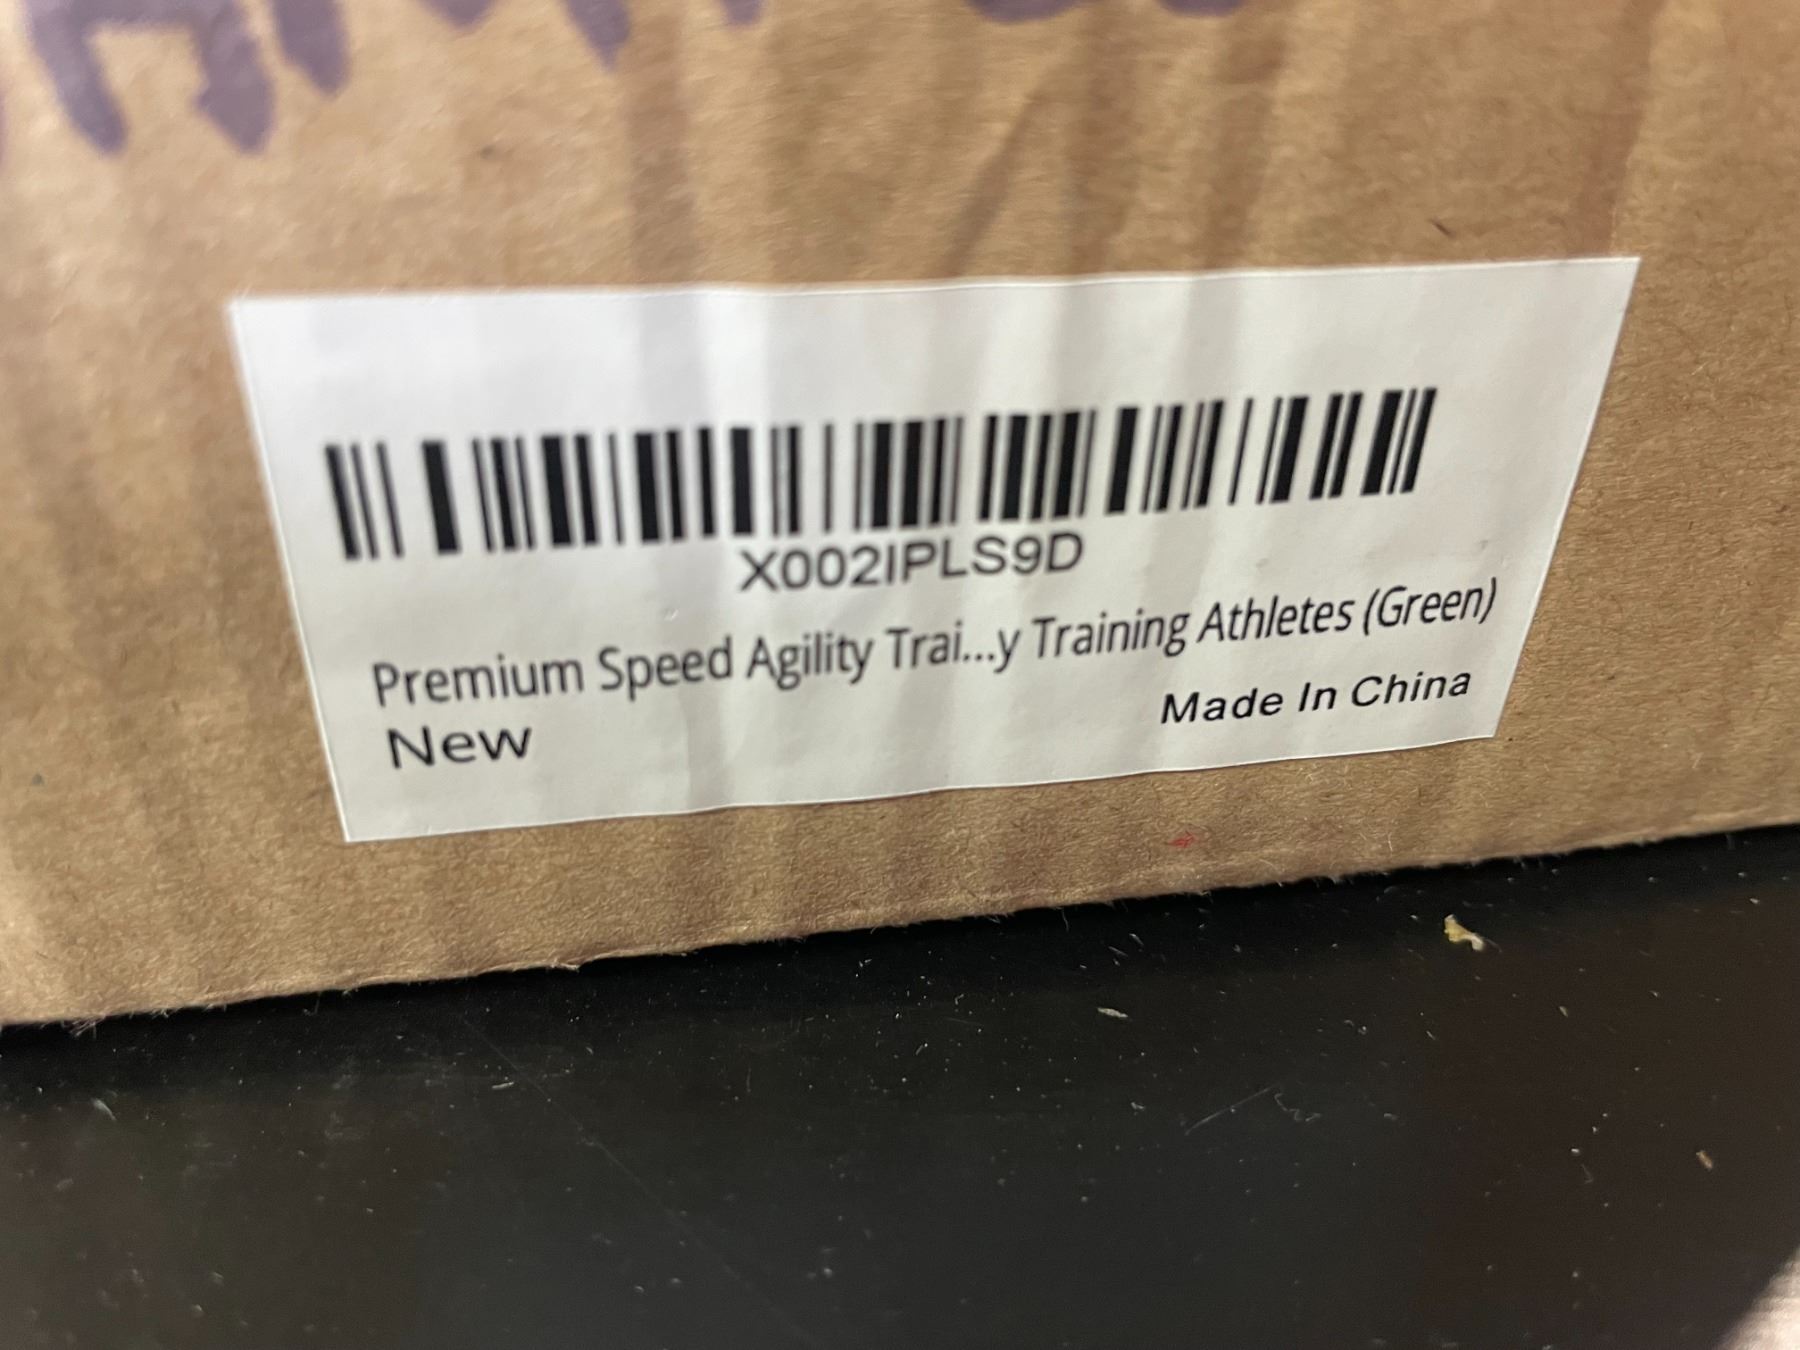 X002IPLS9D
Premium Speed Agility Trai...y Training Athletes (Green)
New
Made In China